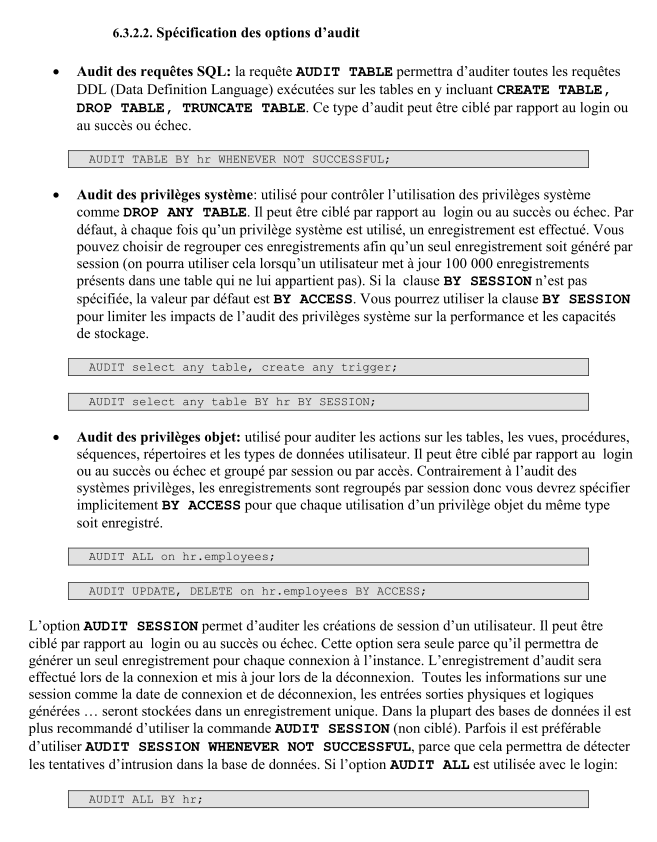 6.3.2.2. Spécification des options d'audit
• Audit des requêtes SQL: la requête AUDIT TABLE permettra d'auditer toutes les requêtes
DDL (Data Definition Language) exécutées sur les tables en y incluant CREATE TABLE,
DROP TABLE, TRUNCATE TABLE. Ce type d'audit peut être ciblé par rapport au login ou
au succès ou échec.
AUDIT TABLE BY hr WHENEVER NOT SUCCESSFUL;
• Audit des privilèges système: utilisé pour contrôler l'utilisation des privilèges système
comme DROP ANY TABLE. Il peut être ciblé par rapport au login ou au succès ou échec. Par
défaut, à chaque fois qu'un privilège système est utilisé, un enregistrement est effectué. Vous
pouvez choisir de regrouper ces enregistrements afin qu'un seul enregistrement soit généré par
session (on pourra utiliser cela lorsqu'un utilisateur met à jour 100 000 enregistrements
présents dans une table qui ne lui appartient pas). Si la clause BY SESSION n'est pas
spécifiée, la valeur par défaut est BY ACCESS. Vous pourrez utiliser la clause BY SESSION
pour limiter les impacts de l'audit des privilèges système sur la performance et les capacités
de stockage.
AUDIT select any table, create any trigger;
AUDIT select any table BY hr BY SESSION;
• Audit des privilèges objet: utilisé pour auditer les actions sur les tables, les vues, procédures,
séquences, répertoires et les types de données utilisateur. Il peut être ciblé par rapport au login
ou au succès ou échec et groupé par session ou par accès. Contrairement à l'audit des
systèmes privilèges, les enregistrements sont regroupés par session donc vous devrez spécifier
implicitement BY ACCESS pour que chaque utilisation d'un privilège objet du même type
soit enregistré.
AUDIT ALL on hr.employees;
AUDIT UPDATE, DELETE on hr.employees BY ACCESS;
L'option AUDIT SESSION permet d'auditer les créations de session d'un utilisateur. Il peut être
ciblé par rapport au login ou au succès ou échec. Cette option sera seule parce qu'il permettra de
générer un seul enregistrement pour chaque connexion à l'instance. L'enregistrement d'audit sera
effectué lors de la connexion et mis à jour lors de la déconnexion. Toutes les informations sur une
session comme la date de connexion et de déconnexion, les entrées sorties physiques et logiques
générées … seront stockées dans un enregistrement unique. Dans la plupart des bases de données il est
plus recommandé d'utiliser la commande AUDIT SESSION (non ciblé). Parfois il est préférable
d'utiliser AUDIT SESSION WHENEVER NOT SUCCESSFUL, parce que cela permettra de détecter
les tentatives d'intrusion dans la base de données. Si l'option AUDIT ALL est utilisée avec le login:
AUDIT ALL BY hr;